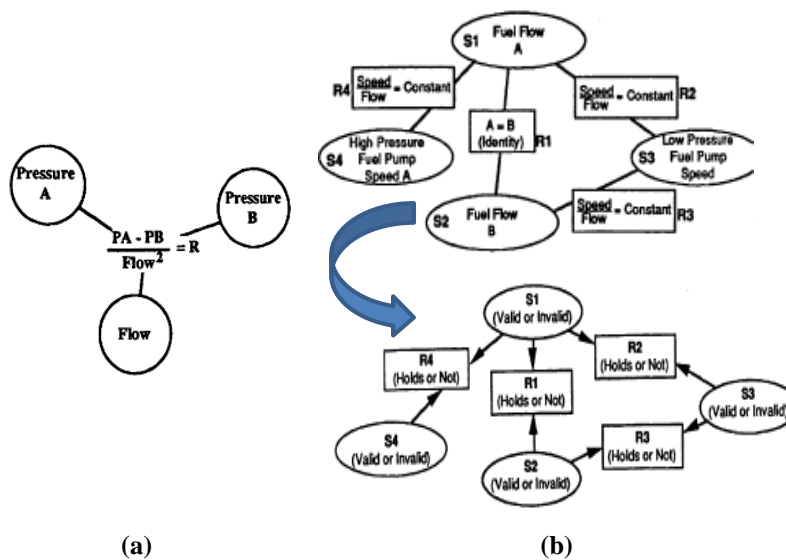 Pressure
A
Pressure
B
PA - PB
Flow²
= R
Flow
(a)
S1
Fuel Flow
A
R4
Speed
Flow
= Constant
Speed
Flow
= Constant
R2
A = B
(Identity)
R1
S4
High Pressure
Fuel Pump
Speed A
S3
Low Pressure
Fuel Pump
Speed
S2
Fuel Flow
B
Speed
Flow
= Constant
R3
S1
(Valid or Invalid)
R4
(Holds or Not)
R2
(Holds or Not)
R1
(Holds or Not)
S3
(Valid or Invalid)
S4
(Valid or Invalid)
R3
(Holds or Not)
S2
(Valid or Invalid)
(b)